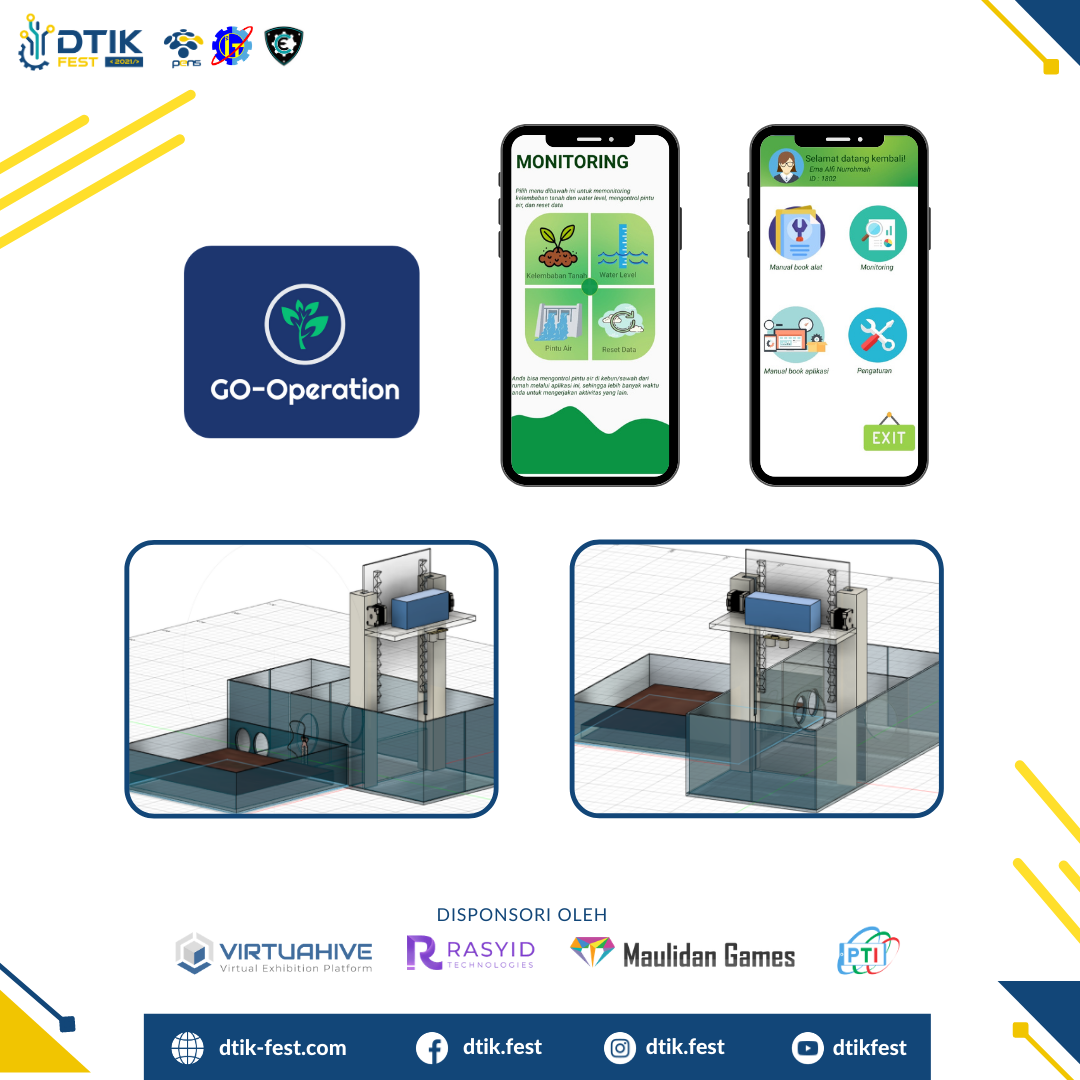 DTIK
FEST <2021/>
pens
GO-Operation
MONITORING
Pilih menu dibawah ini untuk memonitoring
kelembaban tanah dan water level, mengontrol pintu
air, dan reset data
Kelembaban Tanah
Water Level
Pintu Air
Reset Data
Anda bisa mengontrol pintu air di kebun/sawah dari
rumah melalui aplikasi ini, sehingga lebih banyak waktu
anda untuk mengerjakan aktivitas yang lain.
Selamat datang kembali!
Ema Alfi Nurrohmah
ID : 1802
Manual book alat
Monitoring
Manual book aplikasi
Pengaturan
EXIT
DISPONSORI OLEH
VIRTUAHIVE
Virtual Exhibition Platform
RASYID
TECHNOLOGIES
Maulidan Games
PTI
dtik-fest.com
dtik.fest
dtik.fest
dtikfest